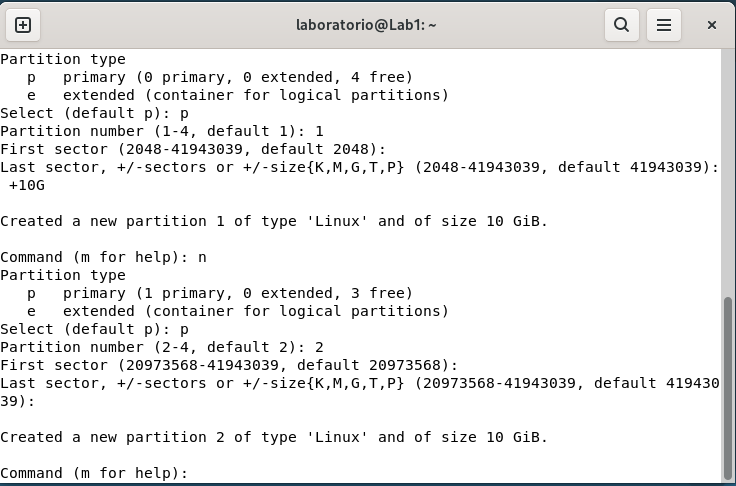 laboratorio@Lab1: ~
Partition type
   p   primary (0 primary, 0 extended, 4 free)
   e   extended (container for logical partitions)
Select (default p): p
Partition number (1-4, default 1): 1
First sector (2048-41943039, default 2048):
Last sector, +/-sectors or +/-size{K,M,G,T,P} (2048-41943039, default 41943039):
 +10G
Created a new partition 1 of type 'Linux' and of size 10 GiB.
Command (m for help): n
Partition type
   p   primary (1 primary, 0 extended, 3 free)
   e   extended (container for logical partitions)
Select (default p): p
Partition number (2-4, default 2): 2
First sector (20973568-41943039, default 20973568):
Last sector, +/-sectors or +/-size{K,M,G,T,P} (20973568-41943039, default 419430
39):
Created a new partition 2 of type 'Linux' and of size 10 GiB.
Command (m for help):